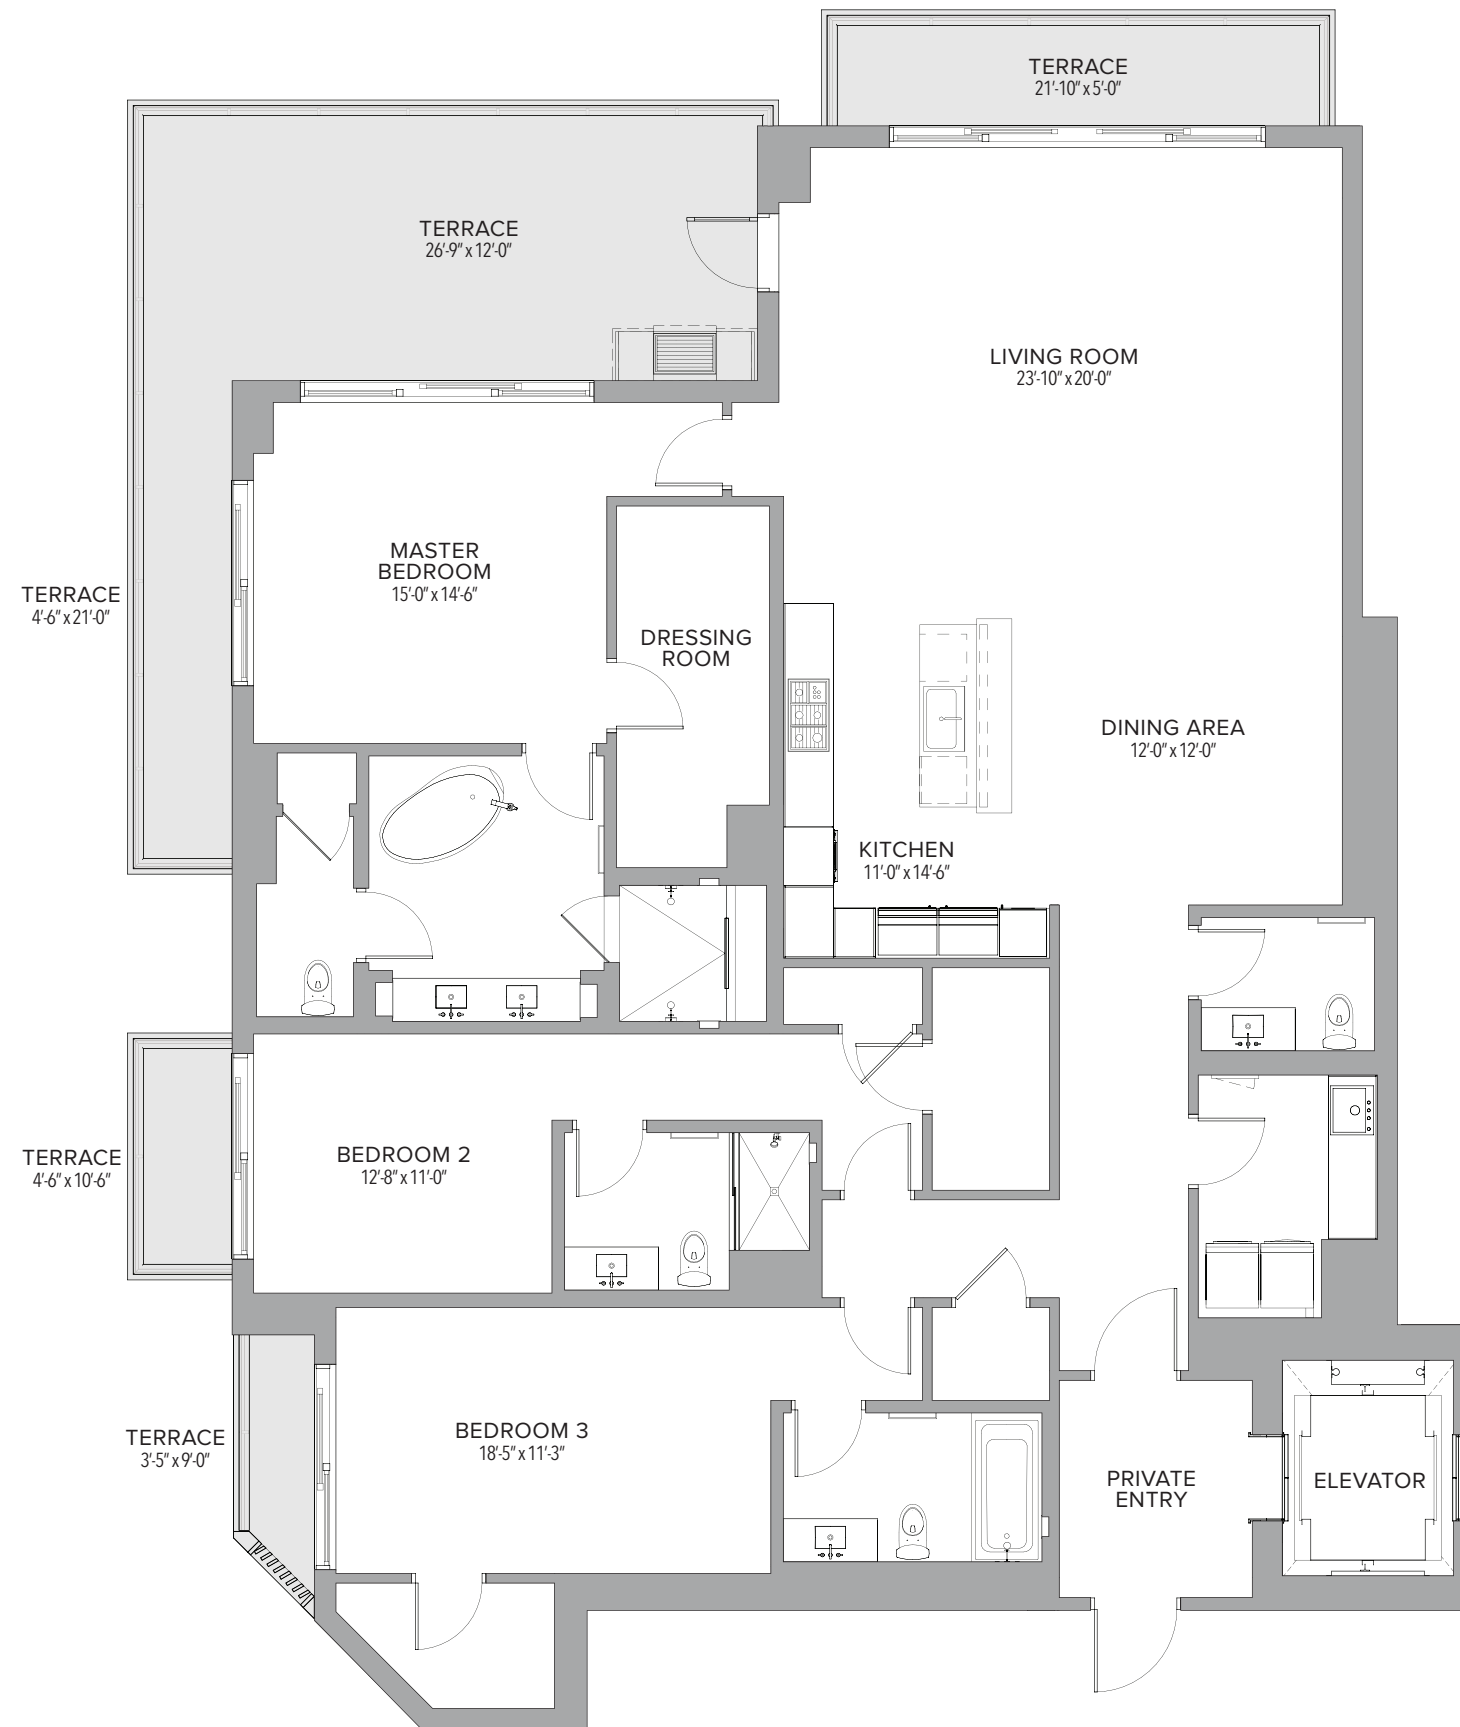 TERRACE
21'-10" x 5'-0"
TERRACE
26'-9" x 12'-0"
LIVING ROOM
23'-10" x 20'-0"
MASTER
BEDROOM
15'-0" x 14'-6"
TERRACE
4'-6" x 21'-0"
DRESSING
ROOM
DINING AREA
12'-0" x 12'-0"
KITCHEN
11'-0" x 14'-6"
BEDROOM 2
12'-8" x 11'-0"
TERRACE
4'-6" x 10'-6"
BEDROOM 3
18'-5" x 11'-3"
TERRACE
3'-5" x 9'-0"
PRIVATE
ENTRY
ELEVATOR